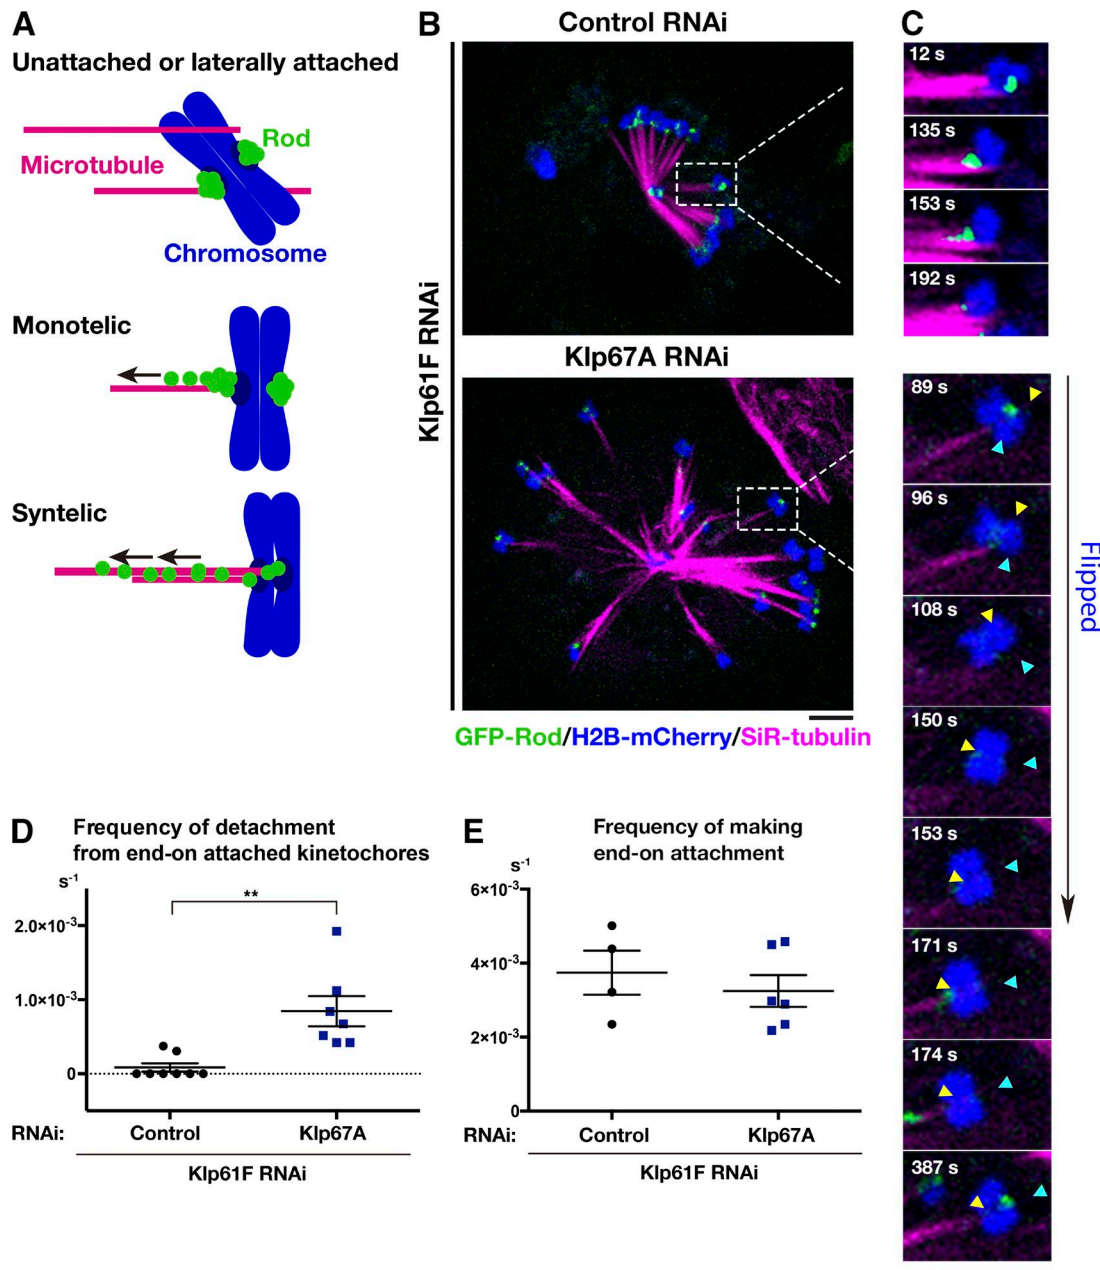 A
Unattached or laterally attached
Rod
Microtubule
Chromosome
Monotelic
Syntelic
B
Control RNAi
Klp61F RNAi
Klp67A RNAi
GFP-Rod/H2B-mCherry/SiR-tubulin
C
12 s
135 s
153 s
192 s
89 s
96 s
108 s
150 s
153 s
171 s
174 s
387 s
Flipped
D
Frequency of detachment
from end-on attached kinetochores
s⁻¹
**
2.0×10⁻³
1.0×10⁻³
0
RNAi: Control Klp67A
Klp61F RNAi
E
Frequency of making
end-on attachment
s⁻¹
6×10⁻³
4×10⁻³
2×10⁻³
0
RNAi: Control Klp67A
Klp61F RNAi